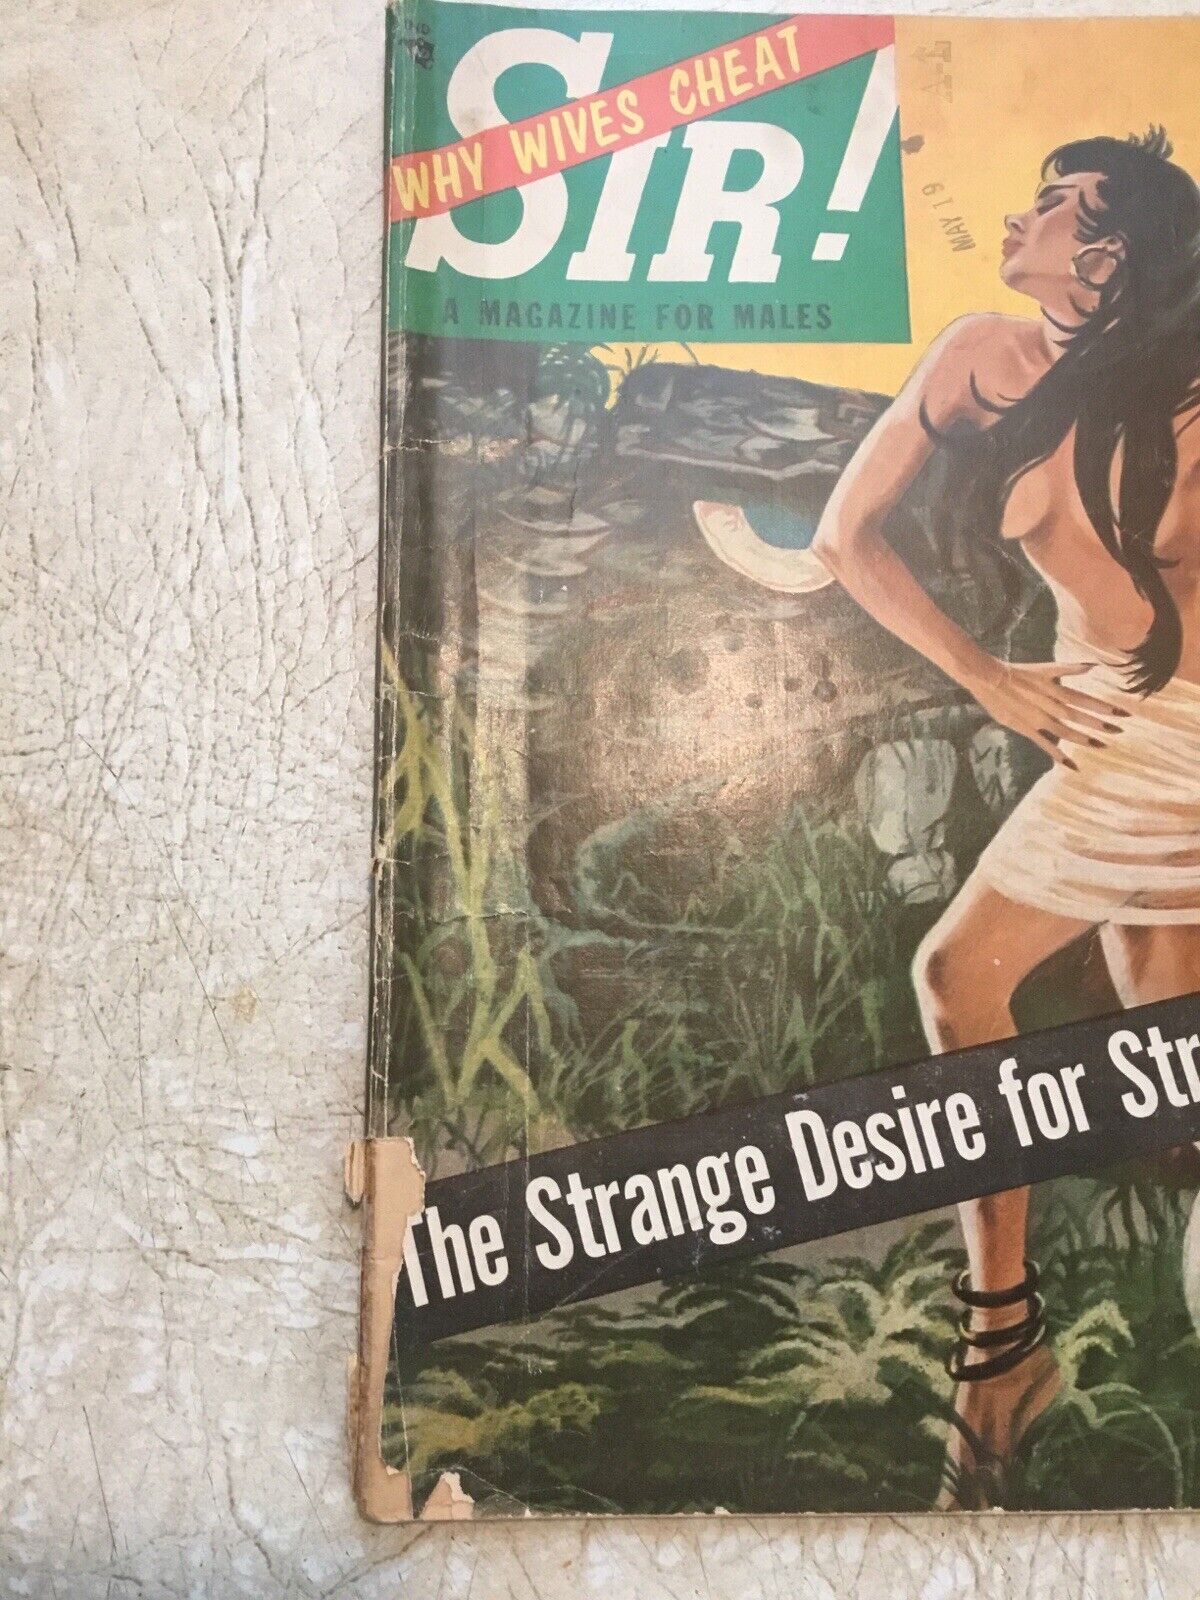 WHY WIVES CHEAT
SIR!
A MAGAZINE FOR MALES
MAY 19
The Strange Desire for Str